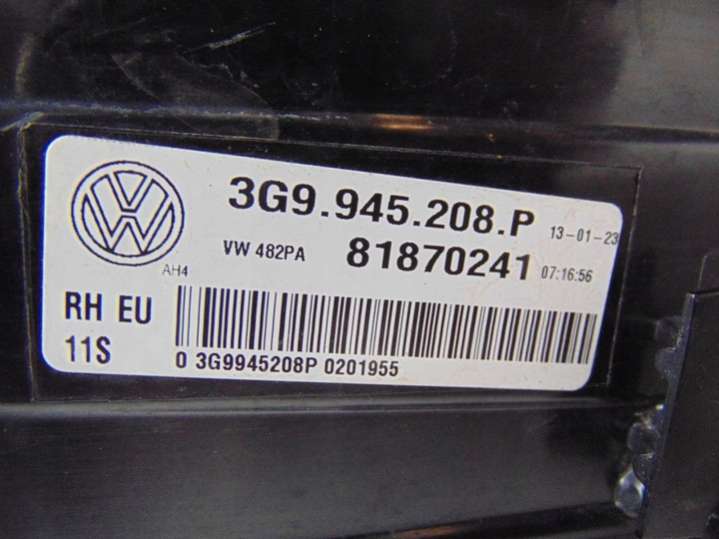 3G9.945.208.P 13-01-23
VW 482PA 81870241 07:16:56
AH4
RH EU
11S
0 3G9945208P 0201955